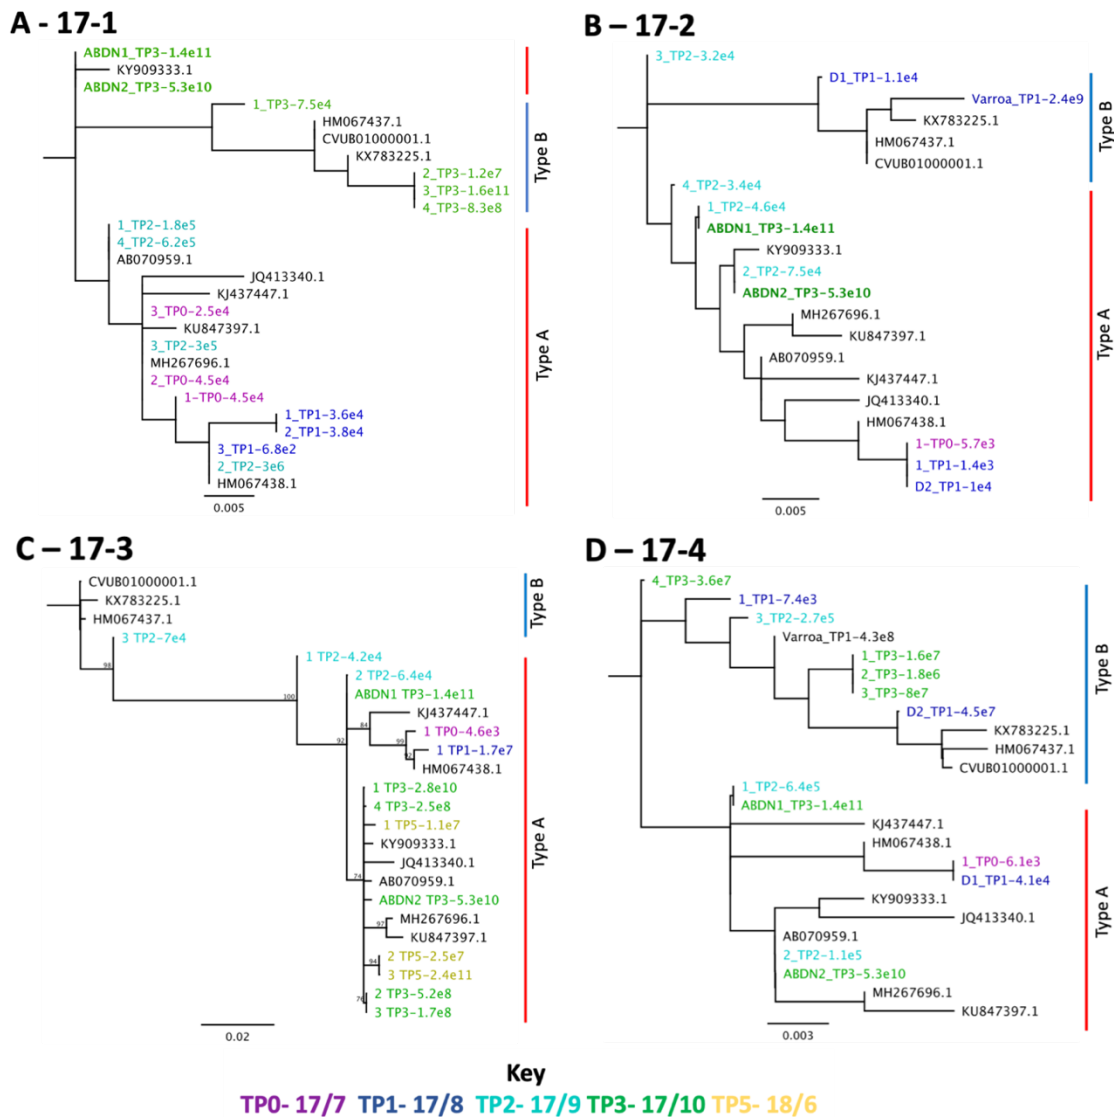 A - 17-1
ABDN1_TP3-1.4e11
KY909333.1
ABDN2_TP3-5.3e10
1_TP3-7.5e4
HM067437.1
CVUB01000001.1
KX783225.1
2_TP3-1.2e7
3_TP3-1.6e11
4_TP3-8.3e8
Type B
1_TP2-1.8e5
4_TP2-6.2e5
AB070959.1
JQ413340.1
KJ437447.1
3_TP0-2.5e4
KU847397.1
3_TP2-3e5
MH267696.1
2_TP0-4.5e4
1-TP0-4.5e4
1_TP1-3.6e4
2_TP1-3.8e4
3_TP1-6.8e2
2_TP2-3e6
HM067438.1
Type A
0.005
B – 17-2
3_TP2-3.2e4
D1_TP1-1.1e4
Varroa_TP1-2.4e9
KX783225.1
HM067437.1
CVUB01000001.1
Type B
4_TP2-3.4e4
1_TP2-4.6e4
ABDN1_TP3-1.4e11
KY909333.1
2_TP2-7.5e4
ABDN2_TP3-5.3e10
MH267696.1
KU847397.1
AB070959.1
KJ437447.1
JQ413340.1
HM067438.1
1-TP0-5.7e3
1_TP1-1.4e3
D2_TP1-1e4
Type A
0.005
C – 17-3
CVUB01000001.1
KX783225.1
HM067437.1
3 TP2-7e4
Type B
98
1 TP2-4.2e4
100
2 TP2-6.4e4
ABDN1 TP3-1.4e11
KJ437447.1
84
1 TP0-4.6e3
99
92
1 TP1-1.7e7
HM067438.1
1 TP3-2.8e10
4 TP3-2.5e8
1 TP5-1.1e7
KY909333.1
JQ413340.1
74
AB070959.1
ABDN2 TP3-5.3e10
MH267696.1
97
KU847397.1
2 TP5-2.5e7
94
3 TP5-2.4e11
2 TP3-5.2e8
3 TP3-1.7e8
Type A
0.02
D – 17-4
4_TP3-3.6e7
1_TP1-7.4e3
3_TP2-2.7e5
Varroa_TP1-4.3e8
1_TP3-1.6e7
2_TP3-1.8e6
3_TP3-8e7
D2_TP1-4.5e7
KX783225.1
HM067437.1
CVUB01000001.1
Type B
1_TP2-6.4e5
ABDN1_TP3-1.4e11
KJ437447.1
HM067438.1
1_TP0-6.1e3
D1_TP1-4.1e4
KY909333.1
JQ413340.1
AB070959.1
2_TP2-1.1e5
ABDN2_TP3-5.3e10
MH267696.1
KU847397.1
Type A
0.003
Key
TP0- 17/7 TP1- 17/8 TP2- 17/9 TP3- 17/10 TP5- 18/6